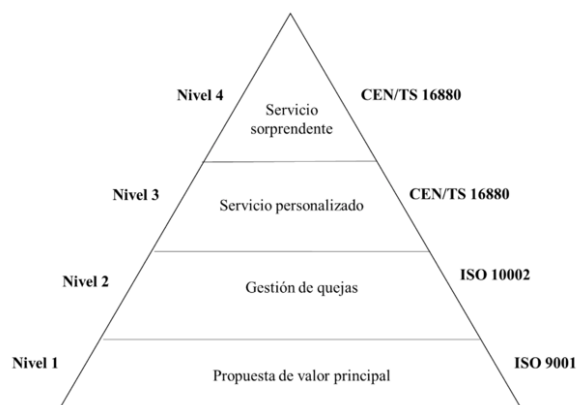 Nivel 4
CEN/TS 16880
Servicio
sorprendente
Nivel 3
CEN/TS 16880
Servicio personalizado
Nivel 2
ISO 10002
Gestión de quejas
Nivel 1
ISO 9001
Propuesta de valor principal